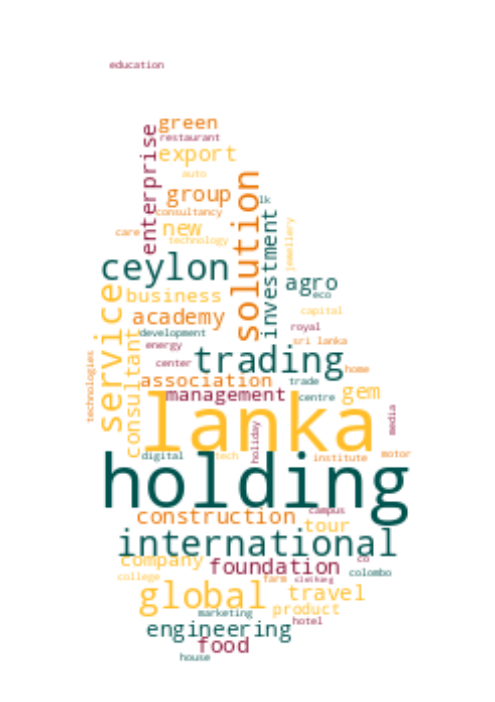 education
green
restaurant
enterprise
export
auto
solution
group
lk
consultancy
care
new
investment
jewellery
technology
ceylon
agro
eco
service
business
capital
academy
royal
development
consultant
energy
sri lanka
trading
center
home
technologies
association
trade
management
gem
centre
lanka
media
holiday
digital
tech
institute
motor
holding
campus
construction
tour
international
company
co
foundation
colombo
college
farm
clothing
global
travel
product
marketing
hotel
engineering
food
house